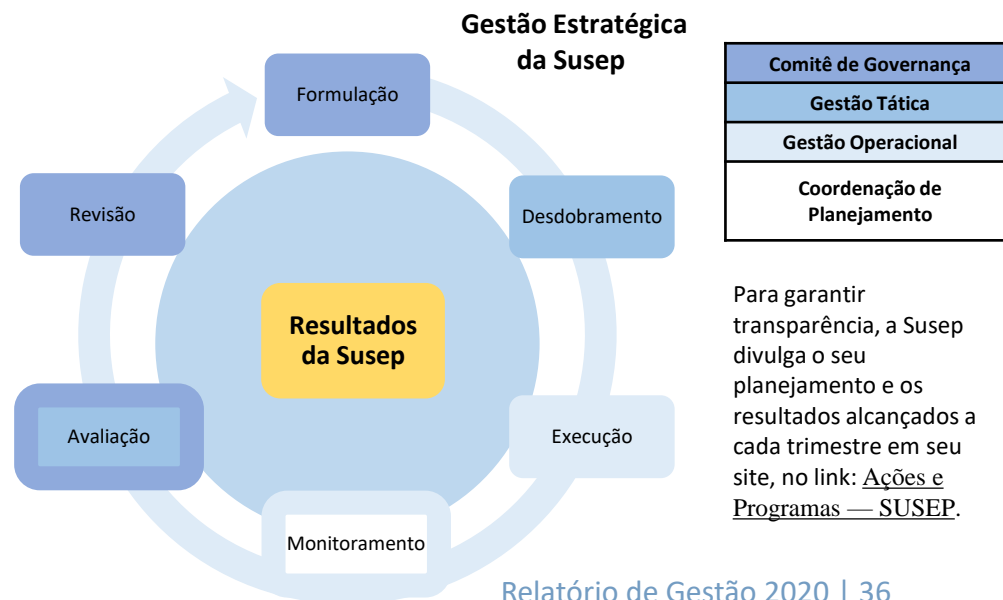 Gestão Estratégica
da Susep
Formulação
Desdobramento
Execução
Monitoramento
Avaliação
Revisão
Resultados
da Susep
Comitê de Governança
Gestão Tática
Gestão Operacional
Coordenação de
Planejamento
Para garantir
transparência, a Susep
divulga o seu
planejamento e os
resultados alcançados a
cada trimestre em seu
site, no link: Ações e
Programas — SUSEP.
Relatório de Gestão 2020 | 36